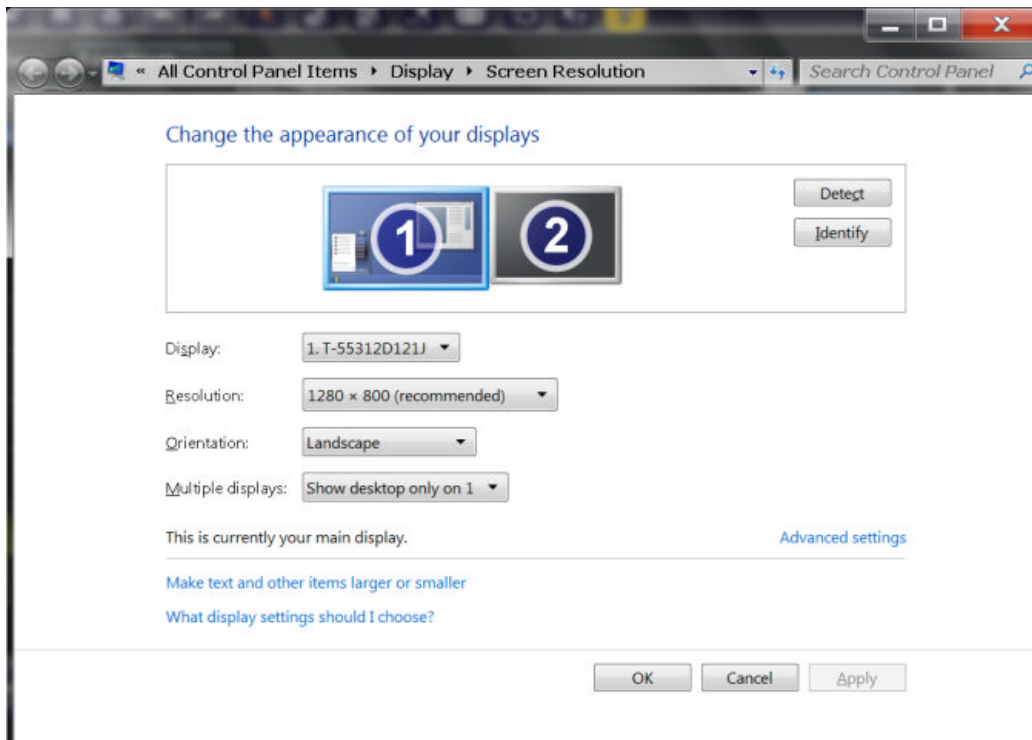 « All Control Panel Items ▸ Display ▸ Screen Resolution Search Control Panel
Change the appearance of your displays
1 2
Detect
Identify
Display: 1. T-55312D121J
Resolution: 1280 × 800 (recommended)
Orientation: Landscape
Multiple displays: Show desktop only on 1
This is currently your main display. Advanced settings
Make text and other items larger or smaller
What display settings should I choose?
OK Cancel Apply